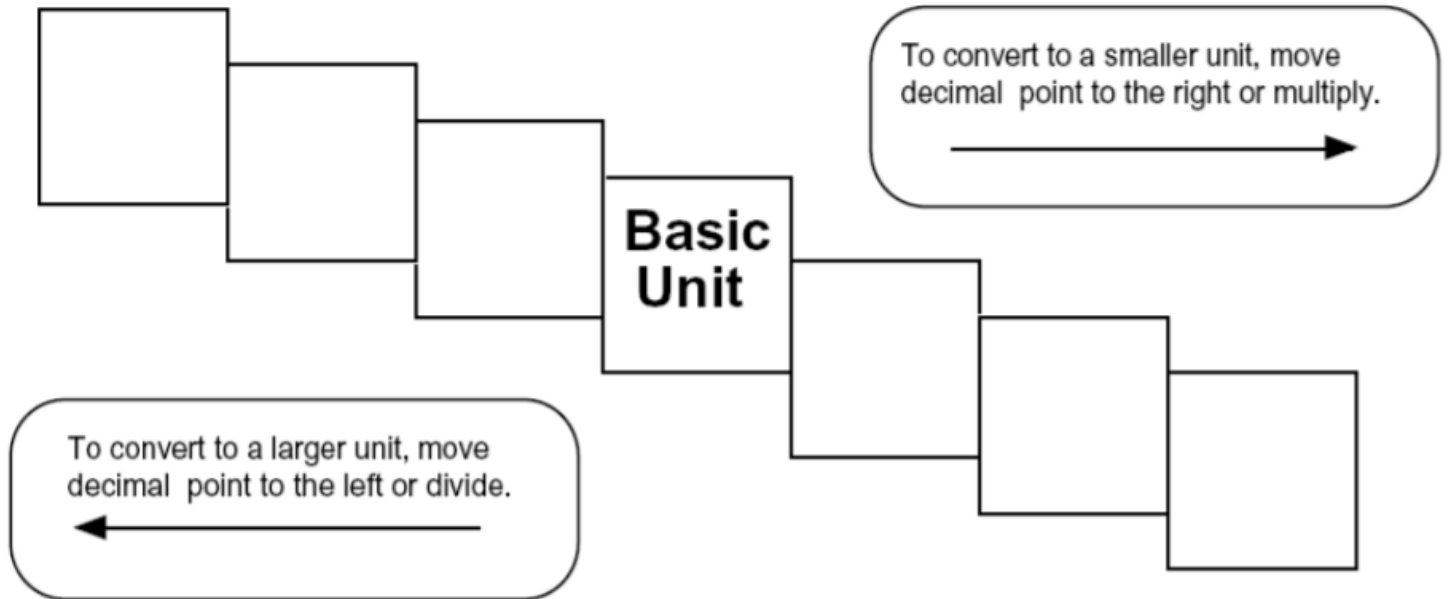 To convert to a smaller unit, move
decimal point to the right or multiply.
Basic
Unit
To convert to a larger unit, move
decimal point to the left or divide.